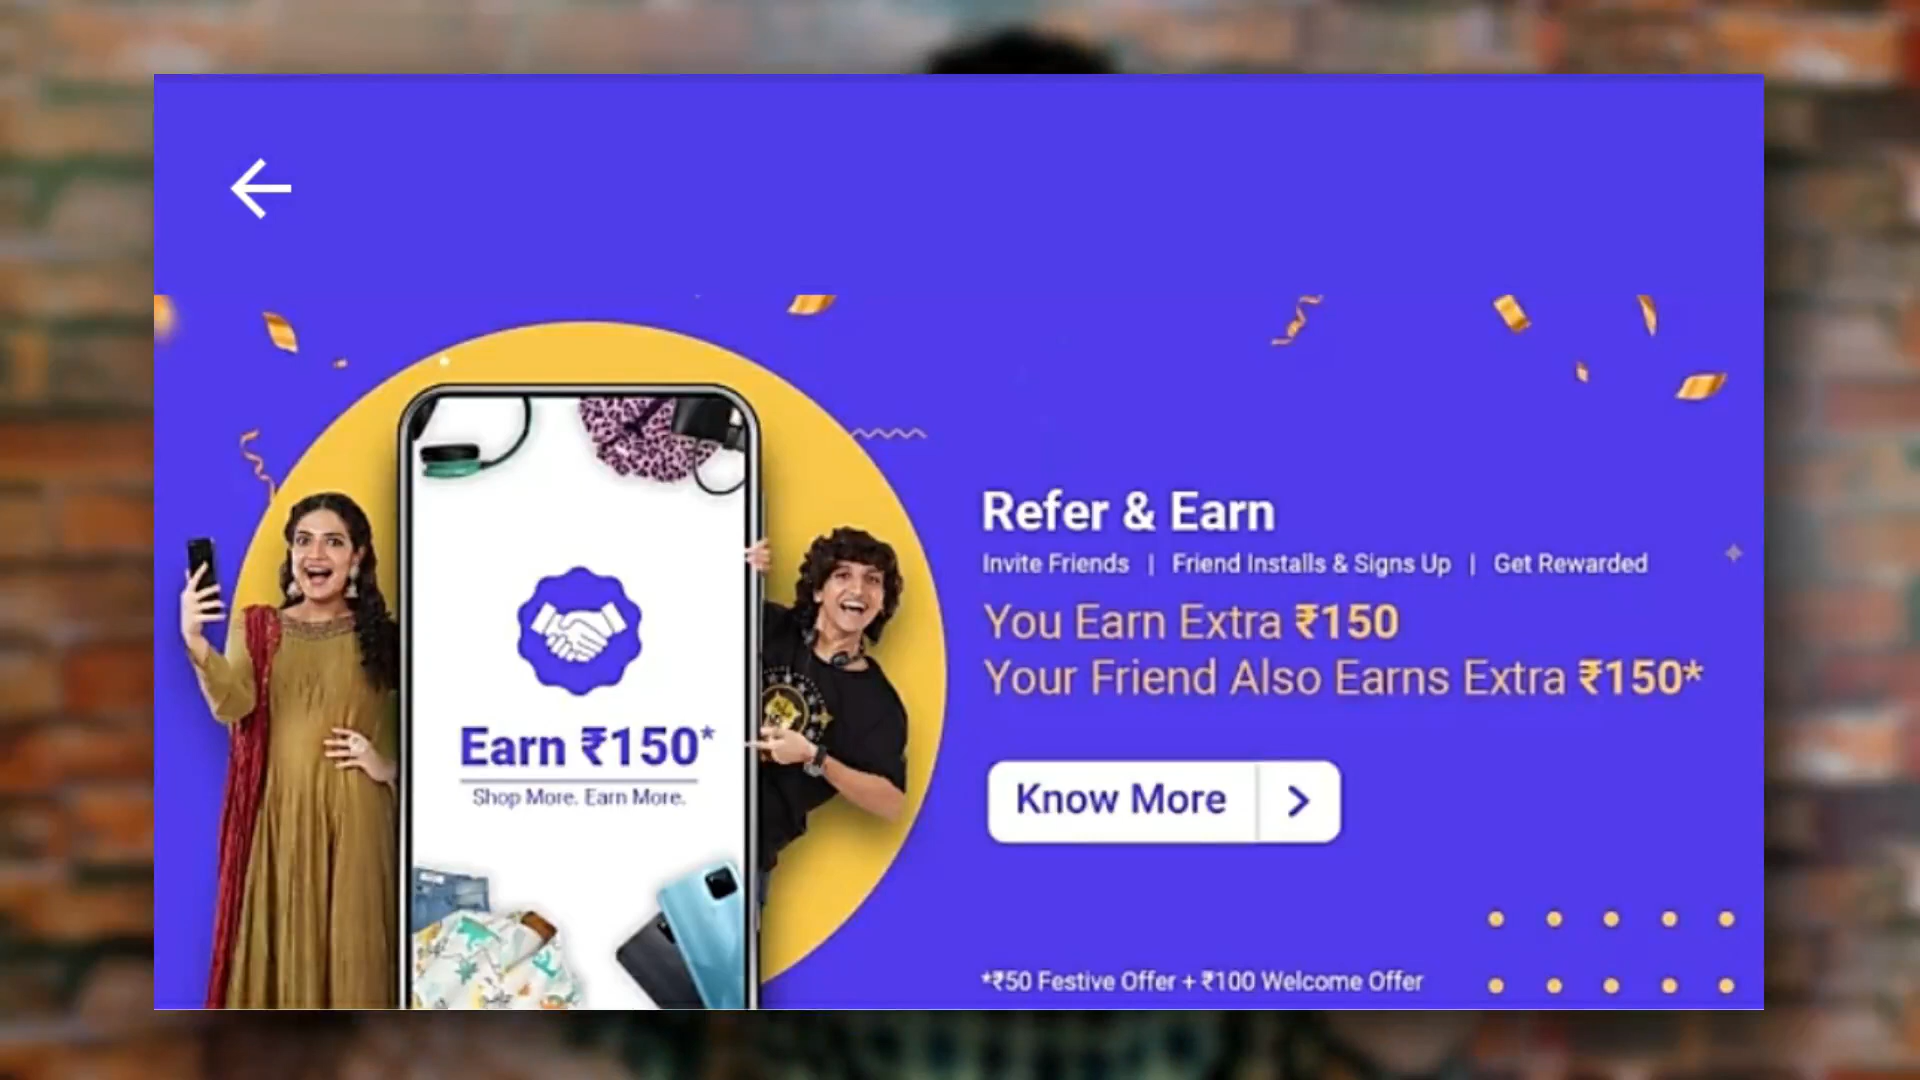 Refer & Earn
Invite Friends | Friend Installs & Signs Up | Get Rewarded
You Earn Extra ₹150
Your Friend Also Earns Extra ₹150*
Know More
*₹50 Festive Offer + ₹100 Welcome Offer
Earn ₹150*
Shop More. Earn More.